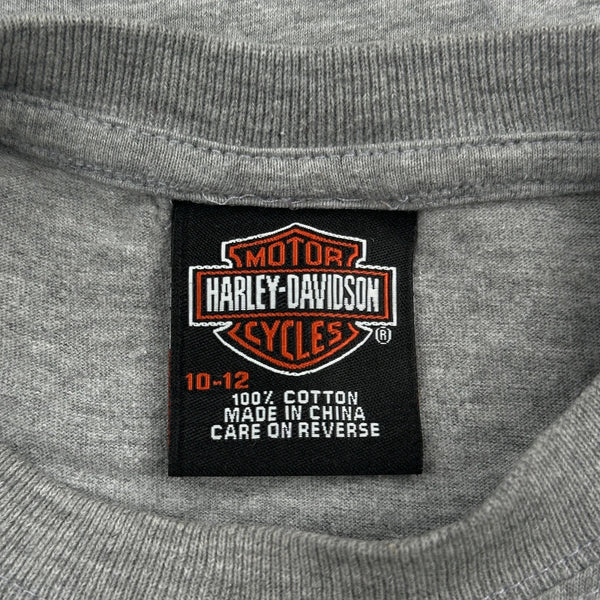 MOTOR
HARLEY-DAVIDSON
CYCLES
®
10-12
100% COTTON
MADE IN CHINA
CARE ON REVERSE